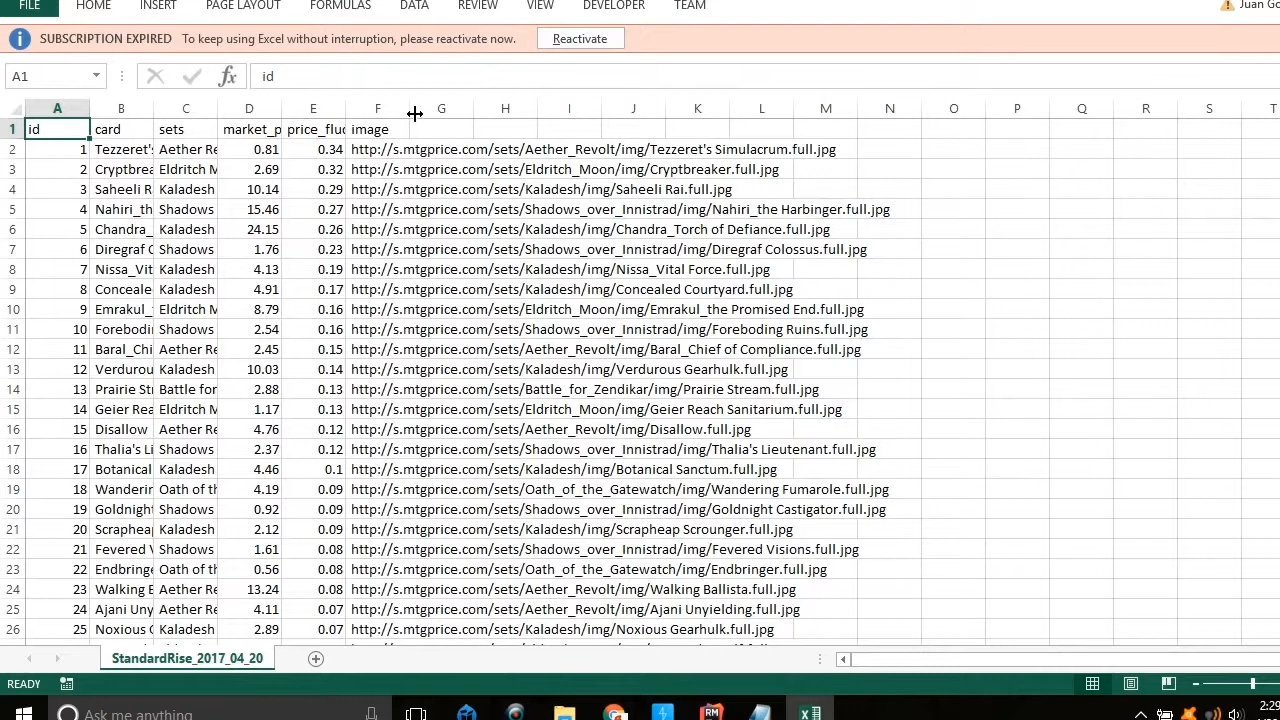 FILE HOME INSERT PAGE LAYOUT FORMULAS DATA REVIEW VIEW DEVELOPER TEAM Juan Go
SUBSCRIPTION EXPIRED To keep using Excel without interruption, please reactivate now. Reactivate
A1 fx id
A B C D E F G H I J K L M N O P Q R S T
1 id card sets market_p price_fluc image
2 1 Tezzeret's Aether Re 0.81 0.34 http://s.mtgprice.com/sets/Aether_Revolt/img/Tezzeret's Simulacrum.full.jpg
3 2 Cryptbrea Eldritch M 2.69 0.32 http://s.mtgprice.com/sets/Eldritch_Moon/img/Cryptbreaker.full.jpg
4 3 Saheeli R Kaladesh 10.14 0.29 http://s.mtgprice.com/sets/Kaladesh/img/Saheeli Rai.full.jpg
5 4 Nahiri_th Shadows 15.46 0.27 http://s.mtgprice.com/sets/Shadows_over_Innistrad/img/Nahiri_the Harbinger.full.jpg
6 5 Chandra_ Kaladesh 24.15 0.26 http://s.mtgprice.com/sets/Kaladesh/img/Chandra_Torch of Defiance.full.jpg
7 6 Diregraf C Shadows 1.76 0.23 http://s.mtgprice.com/sets/Shadows_over_Innistrad/img/Diregraf Colossus.full.jpg
8 7 Nissa_Vit Kaladesh 4.13 0.19 http://s.mtgprice.com/sets/Kaladesh/img/Nissa_Vital Force.full.jpg
9 8 Conceale Kaladesh 4.91 0.17 http://s.mtgprice.com/sets/Kaladesh/img/Concealed Courtyard.full.jpg
10 9 Emrakul_ Eldritch M 8.79 0.16 http://s.mtgprice.com/sets/Eldritch_Moon/img/Emrakul_the Promised End.full.jpg
11 10 Forebodi Shadows 2.54 0.16 http://s.mtgprice.com/sets/Shadows_over_Innistrad/img/Foreboding Ruins.full.jpg
12 11 Baral_Chi Aether Re 2.45 0.15 http://s.mtgprice.com/sets/Aether_Revolt/img/Baral_Chief of Compliance.full.jpg
13 12 Verdurou Kaladesh 10.03 0.14 http://s.mtgprice.com/sets/Kaladesh/img/Verdurous Gearhulk.full.jpg
14 13 Prairie St Battle for 2.88 0.13 http://s.mtgprice.com/sets/Battle_for_Zendikar/img/Prairie Stream.full.jpg
15 14 Geier Rea Eldritch M 1.17 0.13 http://s.mtgprice.com/sets/Eldritch_Moon/img/Geier Reach Sanitarium.full.jpg
16 15 Disallow Aether Re 4.76 0.12 http://s.mtgprice.com/sets/Aether_Revolt/img/Disallow.full.jpg
17 16 Thalia's Li Shadows 2.37 0.12 http://s.mtgprice.com/sets/Shadows_over_Innistrad/img/Thalia's Lieutenant.full.jpg
18 17 Botanical Kaladesh 4.46 0.1 http://s.mtgprice.com/sets/Kaladesh/img/Botanical Sanctum.full.jpg
19 18 Wanderir Oath of th 4.19 0.09 http://s.mtgprice.com/sets/Oath_of_the_Gatewatch/img/Wandering Fumarole.full.jpg
20 19 Goldnight Shadows 0.92 0.09 http://s.mtgprice.com/sets/Shadows_over_Innistrad/img/Goldnight Castigator.full.jpg
21 20 Scrapheap Kaladesh 2.12 0.09 http://s.mtgprice.com/sets/Kaladesh/img/Scrapheap Scrounger.full.jpg
22 21 Fevered V Shadows 1.61 0.08 http://s.mtgprice.com/sets/Shadows_over_Innistrad/img/Fevered Visions.full.jpg
23 22 Endbringe Oath of th 0.56 0.08 http://s.mtgprice.com/sets/Oath_of_the_Gatewatch/img/Endbringer.full.jpg
24 23 Walking B Aether Re 13.24 0.08 http://s.mtgprice.com/sets/Aether_Revolt/img/Walking Ballista.full.jpg
25 24 Ajani Uny Aether Re 4.11 0.07 http://s.mtgprice.com/sets/Aether_Revolt/img/Ajani Unyielding.full.jpg
26 25 Noxious G Kaladesh 2.89 0.07 http://s.mtgprice.com/sets/Kaladesh/img/Noxious Gearhulk.full.jpg
StandardRise_2017_04_20
READY
Ask me anything RM 2:23